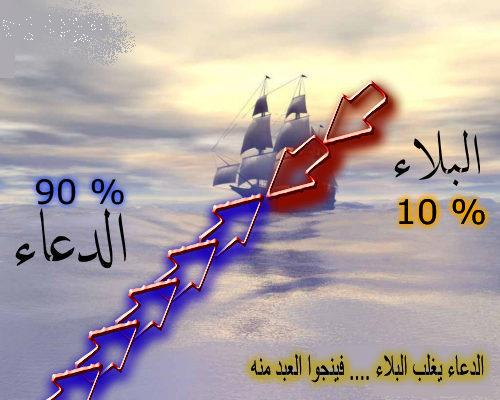 البلاء
10 %
90 %
الدعاء
الدعاء يغلب البلاء .... فينجوا العبد منه